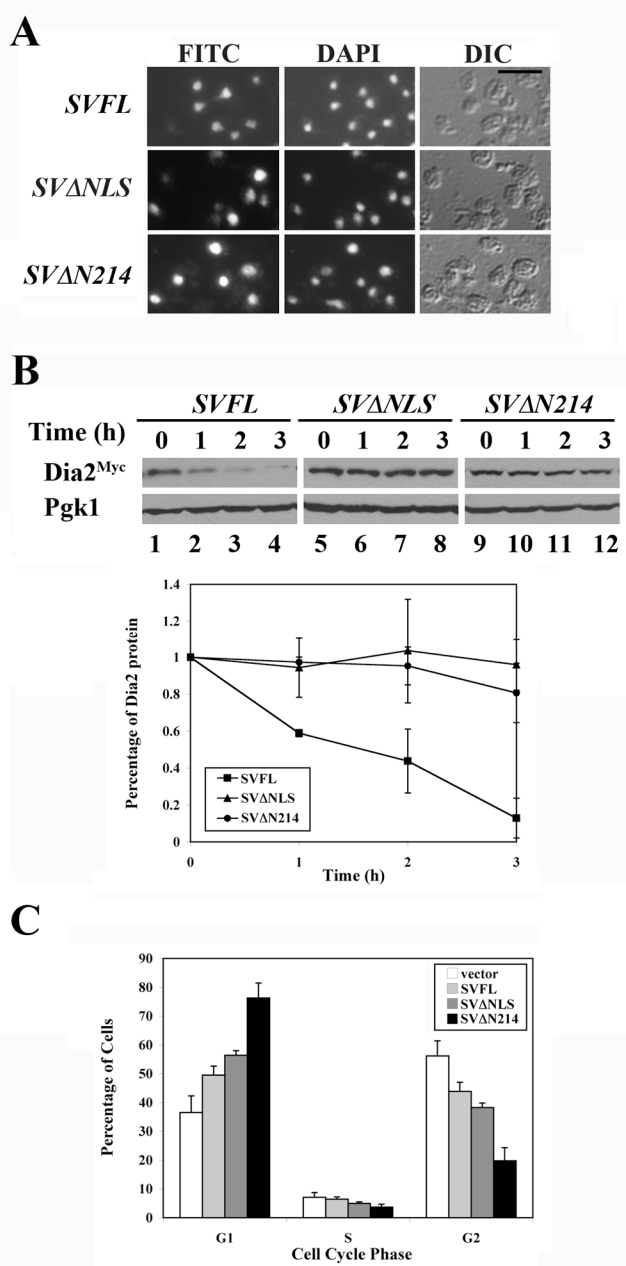 A
FITC DAPI DIC
SVFL
SVΔNLS
SVΔN214
B
SVFL SVΔNLS SVΔN214
Time (h) 0 1 2 3 0 1 2 3 0 1 2 3
Dia2Myc
Pgk1
1 2 3 4 5 6 7 8 9 10 11 12
1.4
1.2
1
0.8
0.6
0.4
0.2
0
Percentage of Dia2 protein
SVFL
SVΔNLS
SVΔN214
0 1 2 3
Time (h)
C
90
80
70
60
50
40
30
20
10
0
Percentage of Cells
vector
SVFL
SVΔNLS
SVΔN214
G1 S G2
Cell Cycle Phase